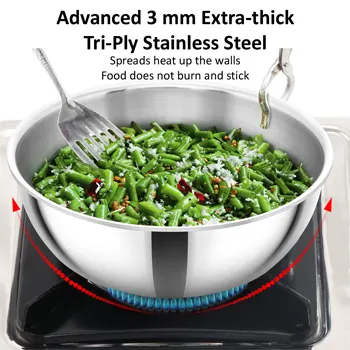 Advanced 3 mm Extra-thick
Tri-Ply Stainless Steel
Spreads heat up the walls
Food does not burn and stick